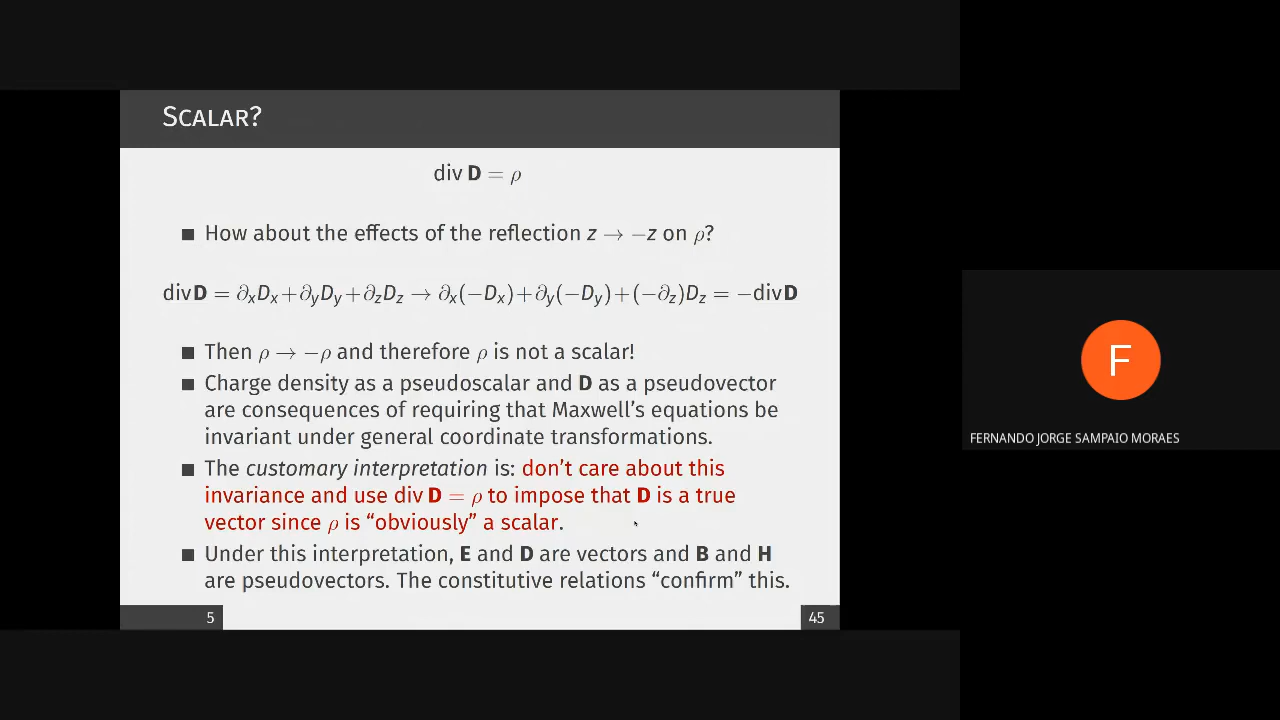 SCALAR?
div D = ρ
■ How about the effects of the reflection z → −z on ρ?
divD = ∂xDx+∂yDy+∂zDz → ∂x(−Dx)+∂y(−Dy)+(−∂z)Dz = −divD
■ Then ρ → −ρ and therefore ρ is not a scalar!
■ Charge density as a pseudoscalar and D as a pseudovector
are consequences of requiring that Maxwell's equations be
invariant under general coordinate transformations.
■ The customary interpretation is: don't care about this
invariance and use div D = ρ to impose that D is a true
vector since ρ is “obviously” a scalar.
■ Under this interpretation, E and D are vectors and B and H
are pseudovectors. The constitutive relations “confirm” this.
5
45
F
FERNANDO JORGE SAMPAIO MORAES